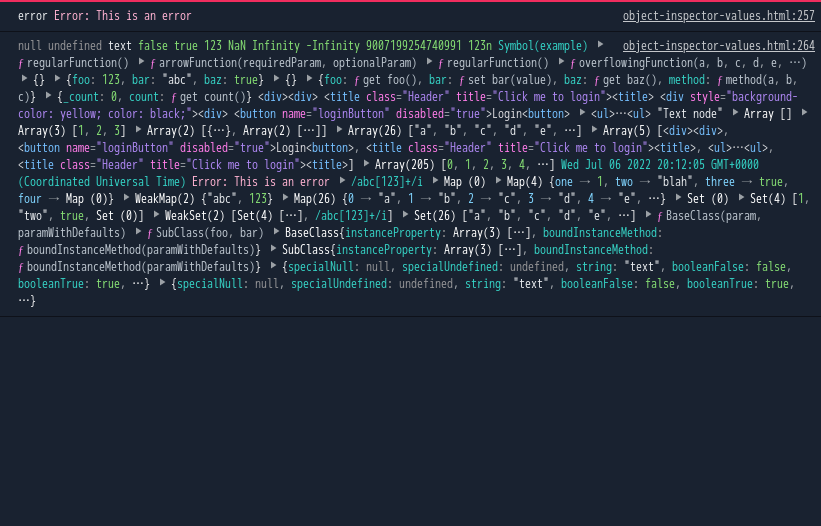 error Error: This is an error object-inspector-values.html:257
null undefined text false true 123 NaN Infinity -Infinity 9007199254740991 123n Symbol(example) ▶ object-inspector-values.html:264
ƒ regularFunction() ▶ ƒ arrowFunction(requiredParam, optionalParam) ▶ ƒ regularFunction() ▶ ƒ overflowingFunction(a, b, c, d, e, …)
▶ {} ▶ {foo: 123, bar: "abc", baz: true} ▶ {} ▶ {foo: ƒ get foo(), bar: ƒ set bar(value), baz: ƒ get baz(), method: ƒ method(a, b,
c)} ▶ {_count: 0, count: ƒ get count()} <div><div> <title class="Header" title="Click me to login"><title> <div style="background-
color: yellow; color: black;"><div> <button name="loginButton" disabled="true">Login<button> ▶ <ul>…<ul> "Text node" ▶ Array [] ▶
Array(3) [1, 2, 3] ▶ Array(2) [{…}, Array(2) […]] ▶ Array(26) ["a", "b", "c", "d", "e", …] ▶ Array(5) [<div><div>,
<button name="loginButton" disabled="true">Login<button>, <title class="Header" title="Click me to login"><title>, <ul>…<ul>,
<title class="Header" title="Click me to login"><title>] ▶ Array(205) [0, 1, 2, 3, 4, …] Wed Jul 06 2022 20:12:05 GMT+0000
(Coordinated Universal Time) Error: This is an error ▶ /abc[123]+/i ▶ Map (0) ▶ Map(4) {one → 1, two → "blah", three → true,
four → Map (0)} ▶ WeakMap(2) {"abc", 123} ▶ Map(26) {0 → "a", 1 → "b", 2 → "c", 3 → "d", 4 → "e", …} ▶ Set (0) ▶ Set(4) [1,
"two", true, Set (0)] ▶ WeakSet(2) [Set(4) […], /abc[123]+/i] ▶ Set(26) ["a", "b", "c", "d", "e", …] ▶ ƒ BaseClass(param,
paramWithDefaults) ▶ ƒ SubClass(foo, bar) ▶ BaseClass{instanceProperty: Array(3) […], boundInstanceMethod:
ƒ boundInstanceMethod(paramWithDefaults)} ▶ SubClass{instanceProperty: Array(3) […], boundInstanceMethod:
ƒ boundInstanceMethod(paramWithDefaults)} ▶ {specialNull: null, specialUndefined: undefined, string: "text", booleanFalse: false,
booleanTrue: true, …} ▶ {specialNull: null, specialUndefined: undefined, string: "text", booleanFalse: false, booleanTrue: true,
…}